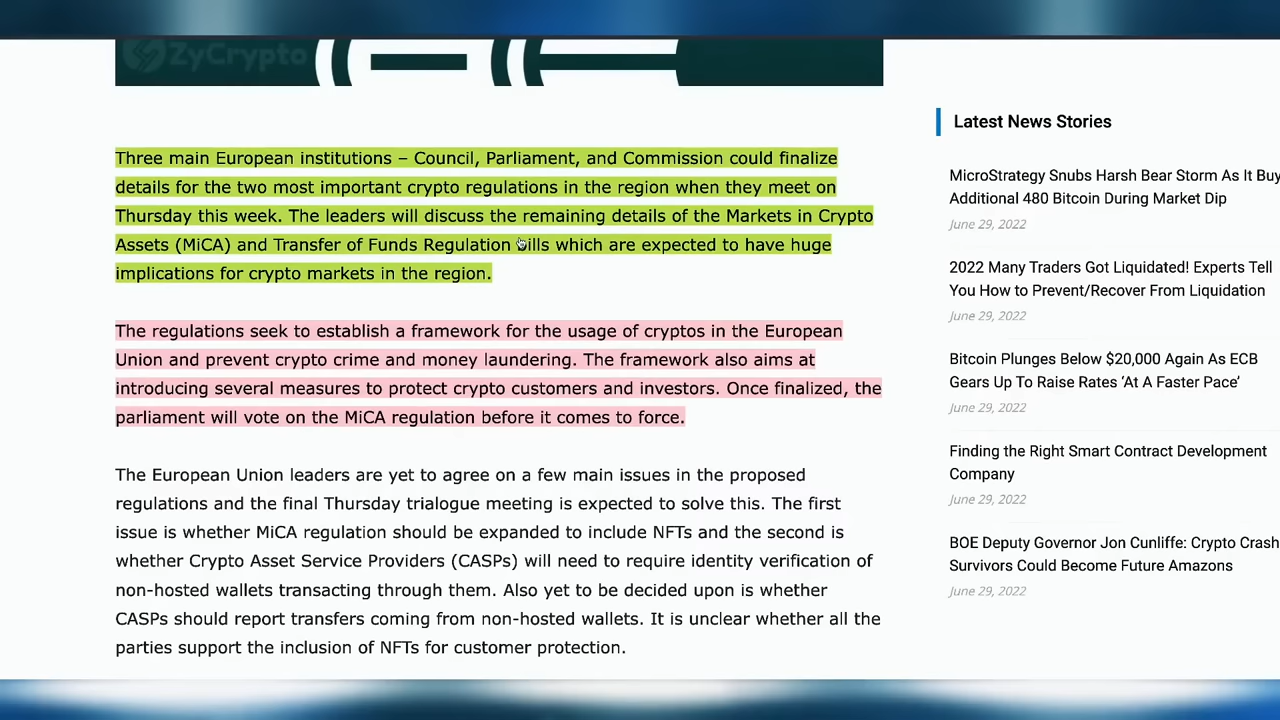 ZyCrypto
Three main European institutions – Council, Parliament, and Commission could finalize
details for the two most important crypto regulations in the region when they meet on
Thursday this week. The leaders will discuss the remaining details of the Markets in Crypto
Assets (MiCA) and Transfer of Funds Regulation bills which are expected to have huge
implications for crypto markets in the region.
The regulations seek to establish a framework for the usage of cryptos in the European
Union and prevent crypto crime and money laundering. The framework also aims at
introducing several measures to protect crypto customers and investors. Once finalized, the
parliament will vote on the MiCA regulation before it comes to force.
The European Union leaders are yet to agree on a few main issues in the proposed
regulations and the final Thursday trialogue meeting is expected to solve this. The first
issue is whether MiCA regulation should be expanded to include NFTs and the second is
whether Crypto Asset Service Providers (CASPs) will need to require identity verification of
non-hosted wallets transacting through them. Also yet to be decided upon is whether
CASPs should report transfers coming from non-hosted wallets. It is unclear whether all the
parties support the inclusion of NFTs for customer protection.
Latest News Stories
MicroStrategy Snubs Harsh Bear Storm As It Buy
Additional 480 Bitcoin During Market Dip
June 29, 2022
2022 Many Traders Got Liquidated! Experts Tell
You How to Prevent/Recover From Liquidation
June 29, 2022
Bitcoin Plunges Below $20,000 Again As ECB
Gears Up To Raise Rates ‘At A Faster Pace’
June 29, 2022
Finding the Right Smart Contract Development
Company
June 29, 2022
BOE Deputy Governor Jon Cunliffe: Crypto Crash
Survivors Could Become Future Amazons
June 29, 2022